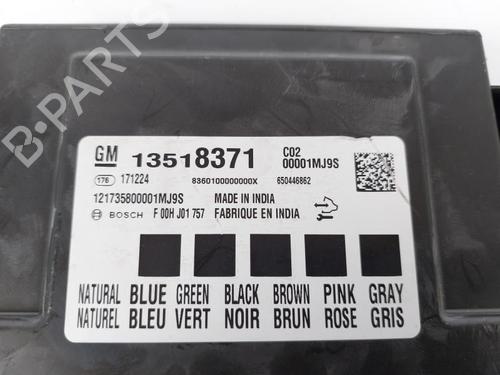 GM 13518371 C02
00001MJ9S
176 171224 8360100000000X 650446862
121735800001MJ9S MADE IN INDIA
BOSCH F 00H J01 757 FABRIQUE EN INDIA
NATURAL BLUE GREEN BLACK BROWN PINK GRAY
NATUREL BLEU VERT NOIR BRUN ROSE GRIS
B-PARTS